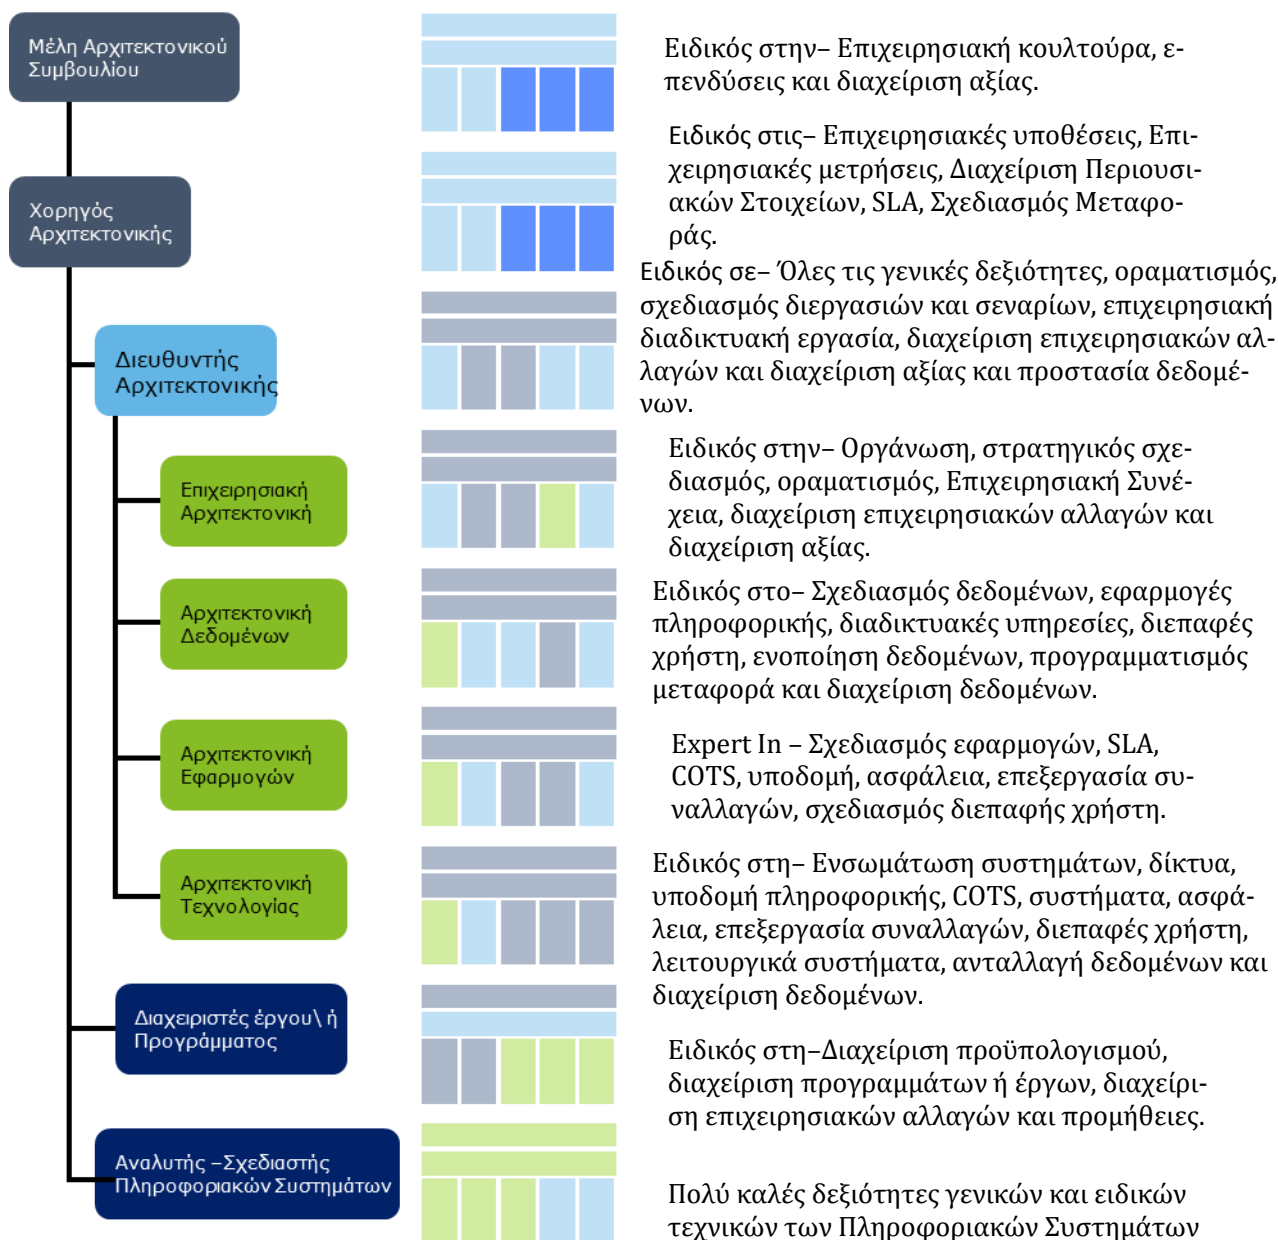 Μέλη Αρχιτεκτονικού
Συμβουλίου
Ειδικός στην– Επιχειρησιακή κουλτούρα, ε-
πενδύσεις και διαχείριση αξίας.
Χορηγός
Αρχιτεκτονικής
Ειδικός στις– Επιχειρησιακές υποθέσεις, Επι-
χειρησιακές μετρήσεις, Διαχείριση Περιουσι-
ακών Στοιχείων, SLA, Σχεδιασμός Μεταφο-
ράς.
Διευθυντής
Αρχιτεκτονικής
Ειδικός σε– Όλες τις γενικές δεξιότητες, οραματισμός,
σχεδιασμός διεργασιών και σεναρίων, επιχειρησιακή
διαδικτυακή εργασία, διαχείριση επιχειρησιακών αλ-
λαγών και διαχείριση αξίας και προστασία δεδομέ-
νων.
Επιχειρησιακή
Αρχιτεκτονική
Ειδικός στην– Οργάνωση, στρατηγικός σχε-
διασμός, οραματισμός, Επιχειρησιακή Συνέ-
χεια, διαχείριση επιχειρησιακών αλλαγών και
διαχείριση αξίας.
Αρχιτεκτονική
Δεδομένων
Ειδικός στο– Σχεδιασμός δεδομένων, εφαρμογές
πληροφορικής, διαδικτυακές υπηρεσίες, διεπαφές
χρήστη, ενοποίηση δεδομένων, προγραμματισμός
μεταφορά και διαχείριση δεδομένων.
Αρχιτεκτονική
Εφαρμογών
Expert In – Σχεδιασμός εφαρμογών, SLA,
COTS, υποδομή, ασφάλεια, επεξεργασία συ-
ναλλαγών, σχεδιασμός διεπαφής χρήστη.
Αρχιτεκτονική
Τεχνολογίας
Ειδικός στη– Ενσωμάτωση συστημάτων, δίκτυα,
υποδομή πληροφορικής, COTS, συστήματα, ασφά-
λεια, επεξεργασία συναλλαγών, διεπαφές χρήστη,
λειτουργικά συστήματα, ανταλλαγή δεδομένων και
διαχείριση δεδομένων.
Διαχειριστές έργου\ ή
Προγράμματος
Ειδικός στη–Διαχείριση προϋπολογισμού,
διαχείριση προγραμμάτων ή έργων, διαχείρι-
ση επιχειρησιακών αλλαγών και προμήθειες.
Αναλυτής –Σχεδιαστής
Πληροφοριακών Συστημάτων
Πολύ καλές δεξιότητες γενικών και ειδικών
τεχνικών των Πληροφοριακών Συστημάτων